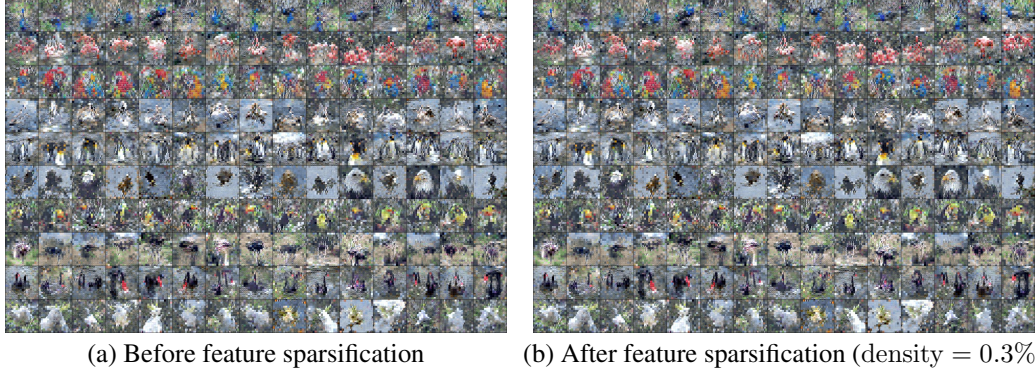 (a) Before feature sparsification
(b) After feature sparsification (density = 0.3%